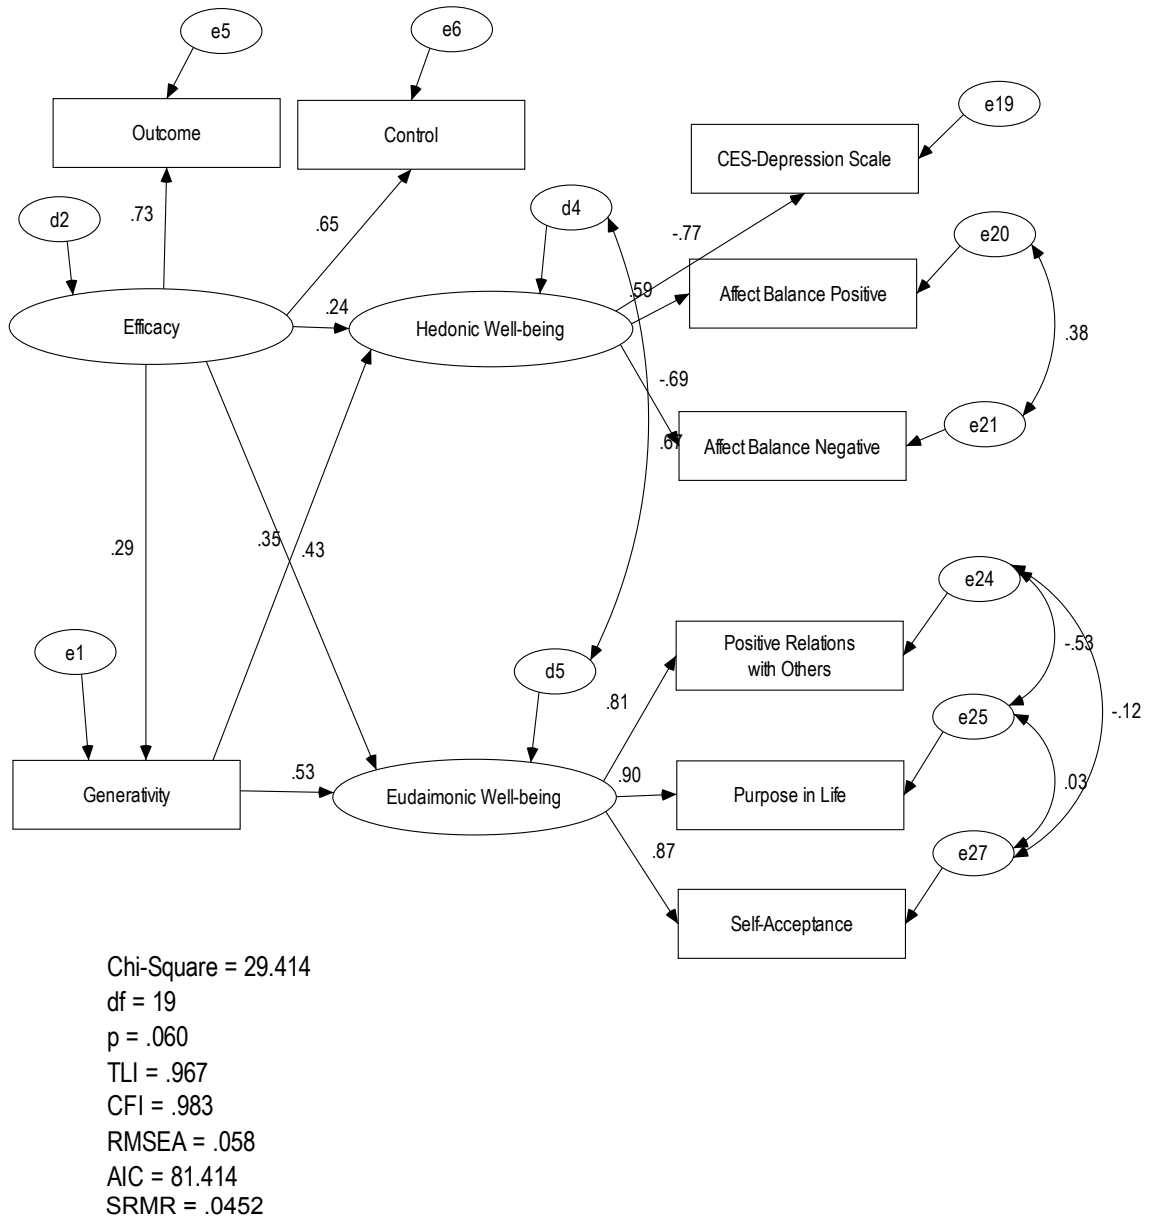 e5
e6
Outcome
Control
e19
CES-Depression Scale
d2
.73
.65
d4
-.77
e20
Efficacy
.24
Hedonic Well-being
.59
Affect Balance Positive
.38
-.69
e21
.67
Affect Balance Negative
.29
.35
.43
e24
e1
d5
Positive Relations
with Others
-.53
.81
e25
-.12
Generativity
.53
Eudaimonic Well-being
.90
Purpose in Life
.03
.87
e27
Self-Acceptance
Chi-Square = 29.414
df = 19
p = .060
TLI = .967
CFI = .983
RMSEA = .058
AIC = 81.414
SRMR = .0452